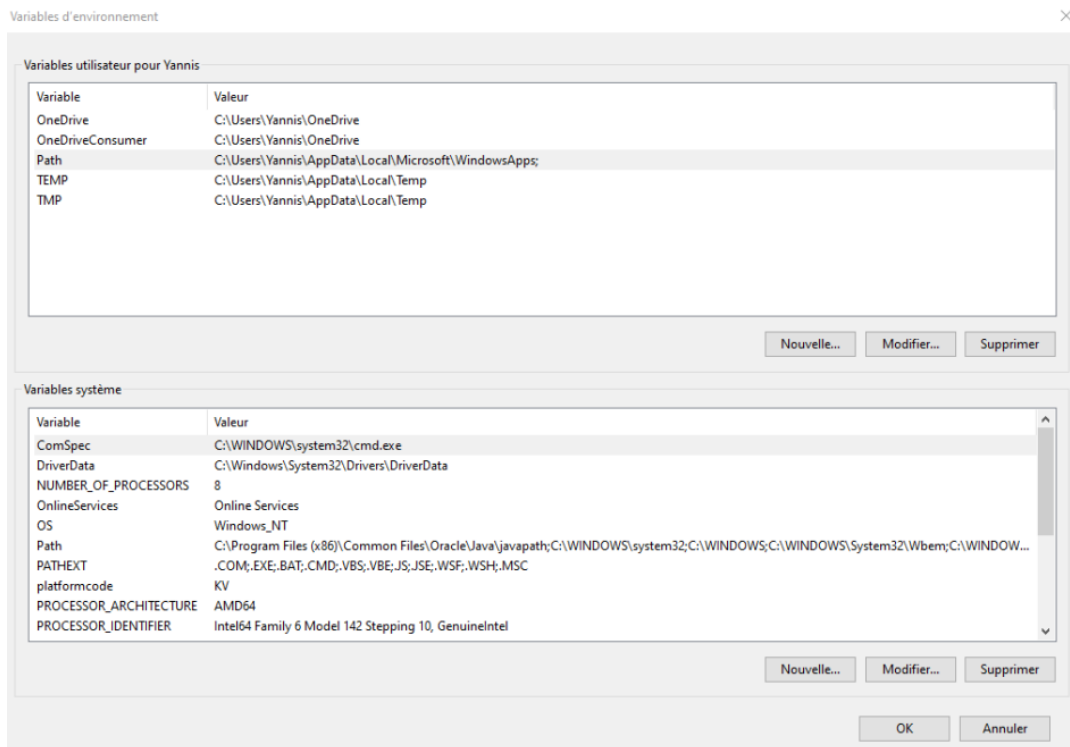 Variables d'environnement
Variables utilisateur pour Yannis
Variable Valeur
OneDrive C:\Users\Yannis\OneDrive
OneDriveConsumer C:\Users\Yannis\OneDrive
Path C:\Users\Yannis\AppData\Local\Microsoft\WindowsApps;
TEMP C:\Users\Yannis\AppData\Local\Temp
TMP C:\Users\Yannis\AppData\Local\Temp
Nouvelle... Modifier... Supprimer
Variables système
Variable Valeur
ComSpec C:\WINDOWS\system32\cmd.exe
DriverData C:\Windows\System32\Drivers\DriverData
NUMBER_OF_PROCESSORS 8
OnlineServices Online Services
OS Windows_NT
Path C:\Program Files (x86)\Common Files\Oracle\Java\javapath;C:\WINDOWS\system32;C:\WINDOWS;C:\WINDOWS\System32\Wbem;C:\WINDOW...
PATHEXT .COM;.EXE;.BAT;.CMD;.VBS;.VBE;.JS;.JSE;.WSF;.WSH;.MSC
platformcode KV
PROCESSOR_ARCHITECTURE AMD64
PROCESSOR_IDENTIFIER Intel64 Family 6 Model 142 Stepping 10, GenuineIntel
Nouvelle... Modifier... Supprimer
OK Annuler